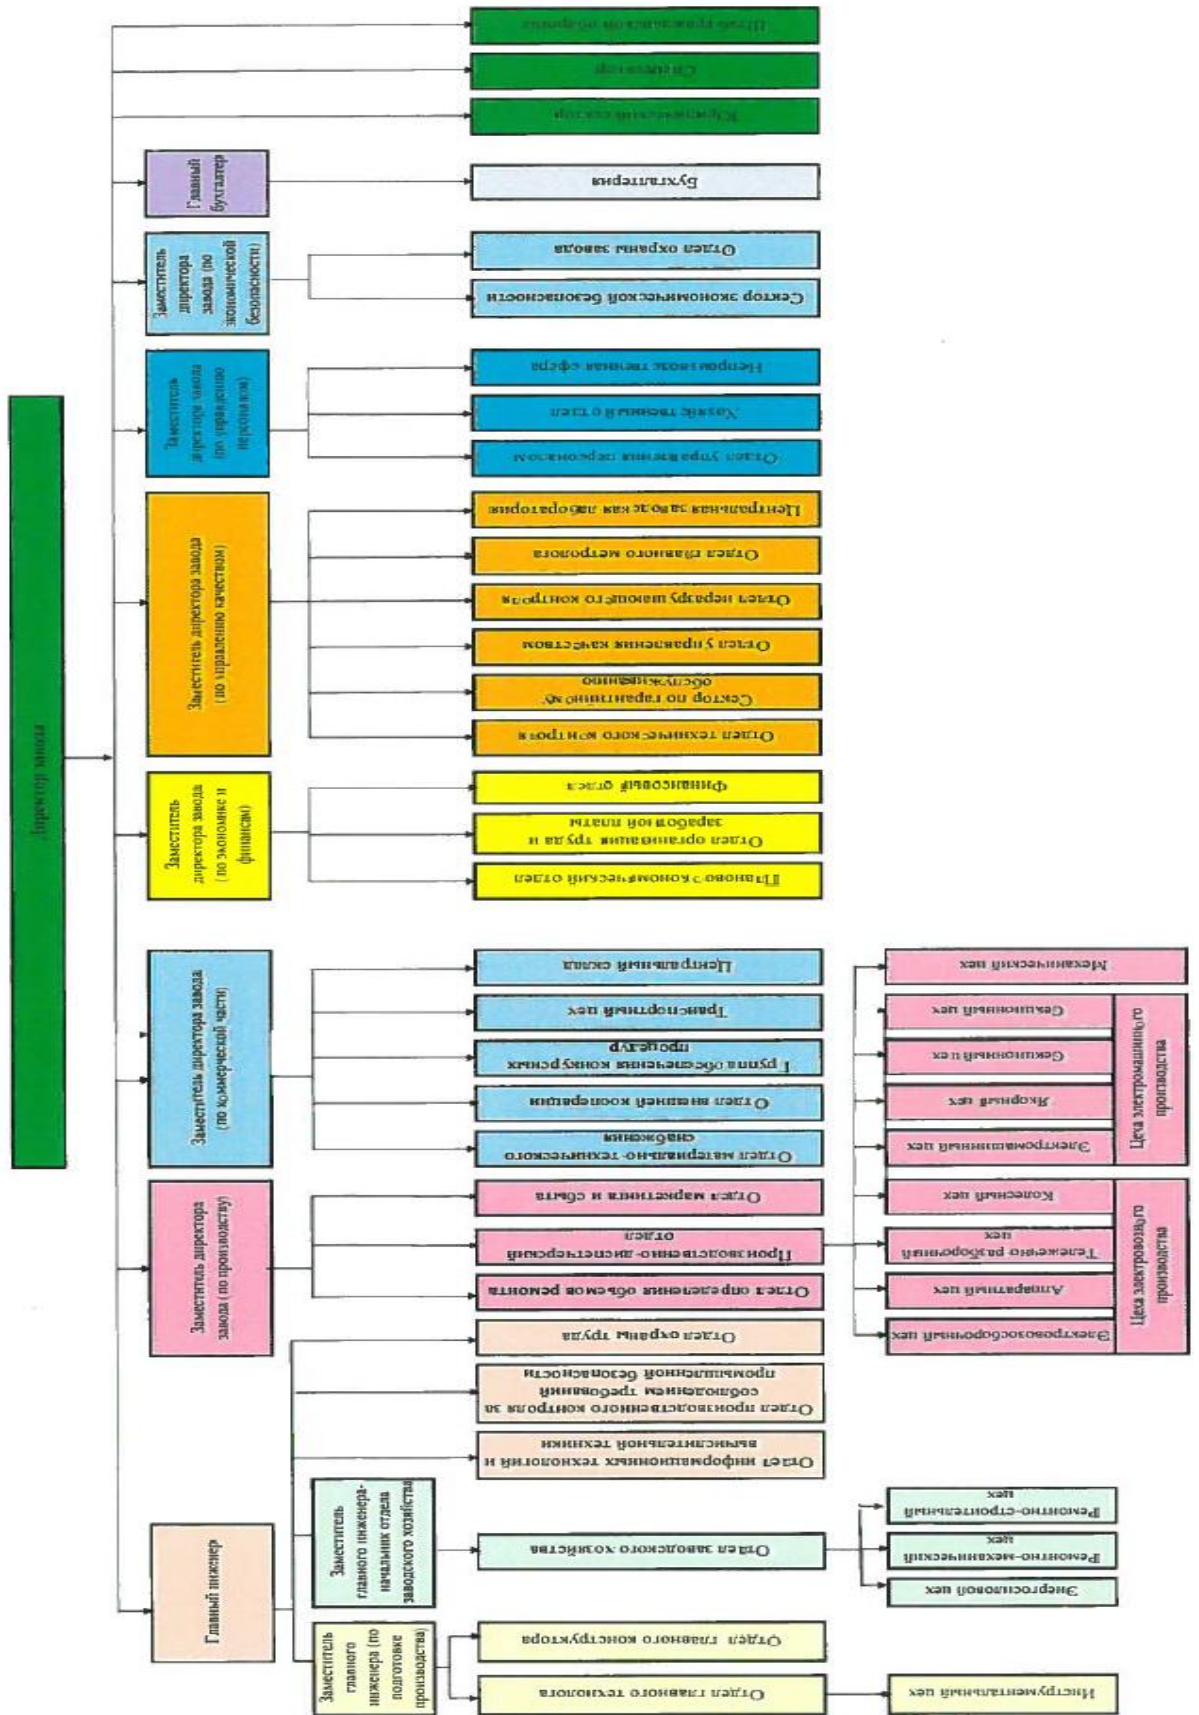 Директор завода
Главный инженер
Заместитель директора
завода ( по производству)
Заместитель директора завода
(по коммерческой части)
Заместитель
директора завода
( по экономике и
финансам)
Заместитель директора завода
(по управлению качеством)
Заместитель
директора завода
(по управлению
персоналом)
Заместитель
директора
завода (по
экономической
безопасности)
Главный
бухгалтер
Заместитель
главного
инженера (по
подготовке
производства)
Заместитель
главного инженера-
начальник отдела
заводского хозяйства
Отдел главного технолога
Отдел главного конструктора
Отдел заводского хозяйства
Отдел информационных технологий и
вычислительной техники
Отдел производственного контроля за
соблюдением требований
промышленной безопасности
Отдел охраны труда
Отдел определения объемов ремонта
Производственно-диспетчерский
отдел
Отдел маркетинга и сбыта
Отдел материально-технического
снабжения
Отдел внешней кооперации
Группа обеспечения конкурсных
процедур
Транспортный цех
Центральный склад
Планово-экономический отдел
Отдел организации труда и
заработной платы
Финансовый отдел
Отдел технического контроля
Сектор по гарантийному
обслуживанию
Отдел управления качеством
Отдел неразрушающего контроля
Отдел главного метролога
Центральная заводская лаборатория
Отдел управления персоналом
Хозяйственный отдел
Непроизводственная сфера
Сектор экономической безопасности
Отдел охраны завода
Бухгалтерия
Юридический сектор
Спецсектор
Штаб гражданской обороны
Инструментальный цех
Энергосиловой цех
Ремонтно-механический
цех
Ремонтно-строительный
цех
Электровозосборочный цех
Аппаратный цех
Тележечно-разборочный
цех
Колесный цех
Цеха электровозного
производства
Электромашинный цех
Якорный цех
Секционный цех
Секционный цех
Цеха электромашинного
производства
Механический цех